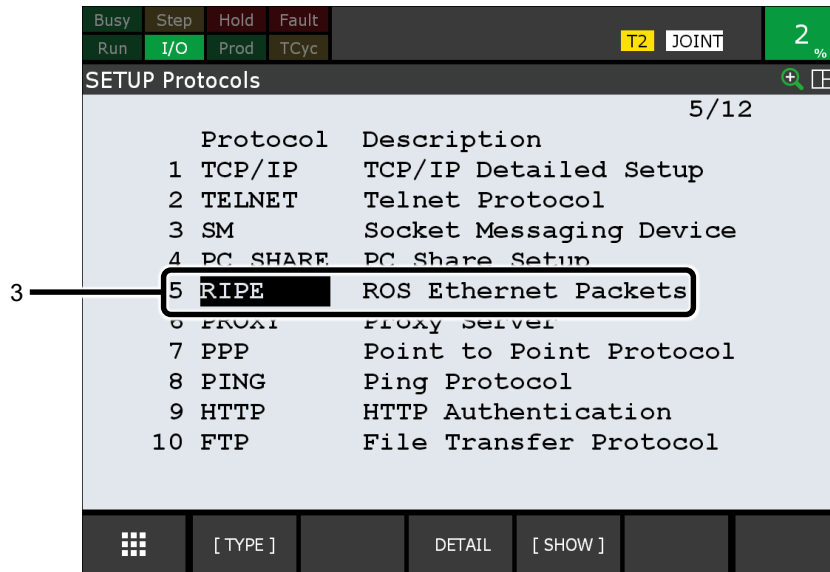 Busy Step Hold Fault
Run I/O Prod TCyc
T2 JOINT
2 %
SETUP Protocols
5/12
Protocol Description
1 TCP/IP TCP/IP Detailed Setup
2 TELNET Telnet Protocol
3 SM Socket Messaging Device
4 PC SHARE PC Share Setup
3
5 RIPE ROS Ethernet Packets
6 PROXY Proxy Server
7 PPP Point to Point Protocol
8 PING Ping Protocol
9 HTTP HTTP Authentication
10 FTP File Transfer Protocol
[ TYPE ] DETAIL [ SHOW ]